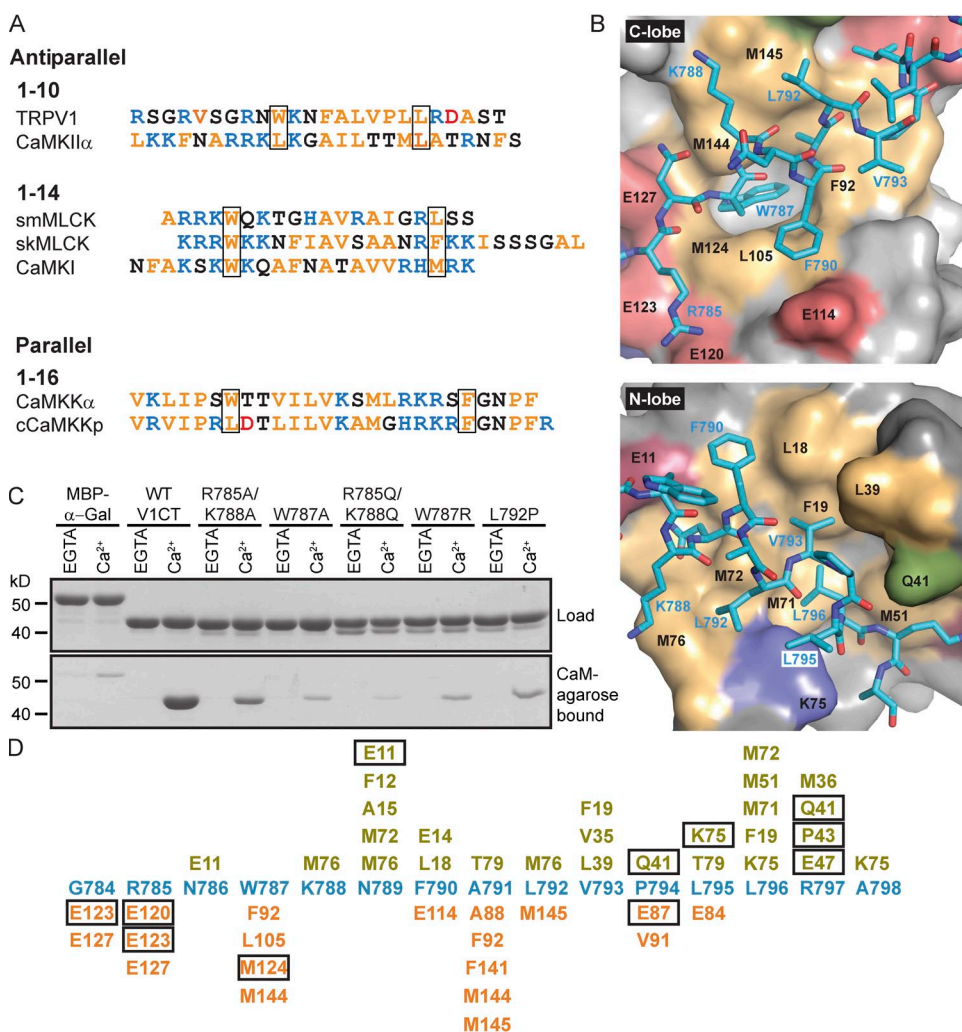 A
Antiparallel
1-10
TRPV1 RSGRVSGRNWKNFALVPLLRDAST
CaMKIIα LKKFNARRKLKGAILTTMLATRNFS
1-14
smMLCK ARRKWQKTGHAVRAIGRLSS
skMLCK KRRWKKNFIAVSAANRFKKISSSGAL
CaMKI NFAKSKWKQAFNATAVVRHMRK
Parallel
1-16
CaMKKα VKLIPSWTTVILVKSMLRKRSFGNPF
cCaMKKp VRVIPRLDTLILVKAMGHRKRFGNPFR
B
C-lobe
M145
K788
L792
M144
F92
V793
E127
W787
M124
L105
F790
E123
R785
E114
E120
N-lobe
F790
E11
L18
L39
F19
V793
M72
Q41
K788
M71
M51
L792
L796
M76
L795
K75
C
MBP-α-Gal
WT V1CT
R785A/K788A
W787A
R785Q/K788Q
W787R
L792P
EGTA Ca²⁺ EGTA Ca²⁺ EGTA Ca²⁺ EGTA Ca²⁺ EGTA Ca²⁺ EGTA Ca²⁺ EGTA Ca²⁺
kD
50
40
Load
50
40
CaM-agarose bound
D
E11 M72
F12 M51 M36
A15 F19 M71 Q41
M72 E14 V35 K75 F19 P43
E11 M76 M76 L18 T79 M76 L39 Q41 T79 K75 E47 K75
G784 R785 N786 W787 K788 N789 F790 A791 L792 V793 P794 L795 L796 R797 A798
E123 E120 F92 E114 A88 M145 E87 E84
E127 E123 L105 F92 V91
E127 M124 F141
M144 M144
M145